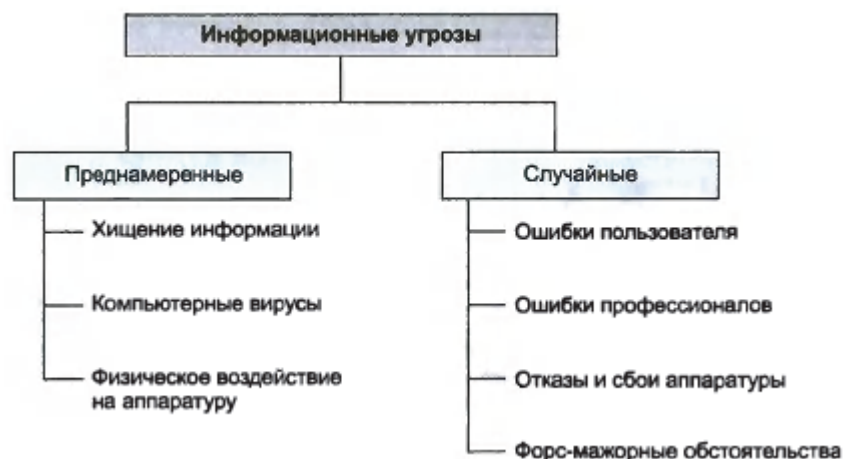 Информационные угрозы
Преднамеренные
Хищение информации
Компьютерные вирусы
Физическое воздействие
на аппаратуру
Случайные
Ошибки пользователя
Ошибки профессионалов
Отказы и сбои аппаратуры
Форс-мажорные обстоятельства